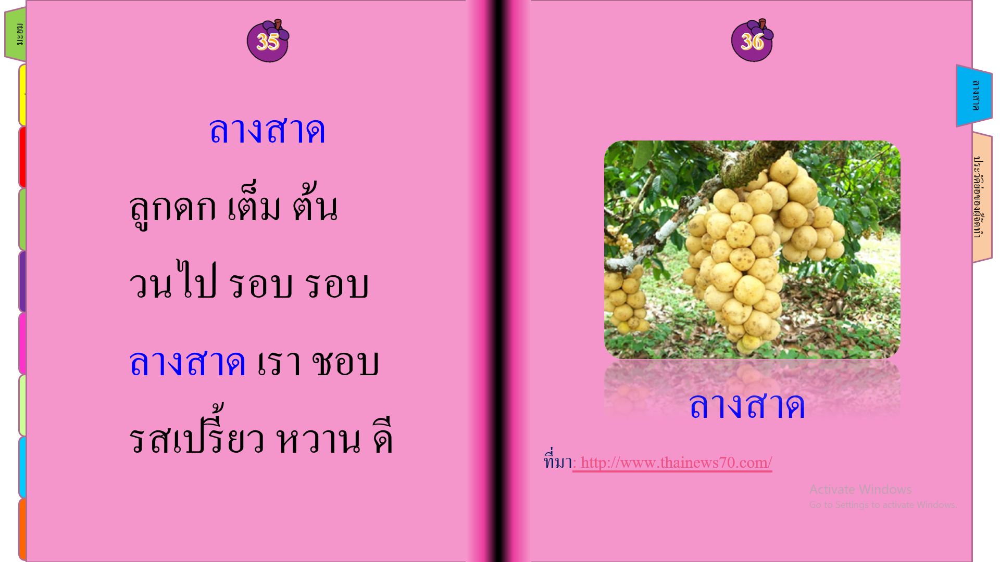 มะยม
35
ลางสาด
ลูกดก เต็ม ต้น
วนไป รอบ รอบ
ลางสาด เรา ชอบ
รสเปรี้ยว หวาน ดี
36
ลางสาด
ที่มา: http://www.thainews70.com/
ลางสาด
ประวัติย่อของผู้จัดทำ
Activate Windows
Go to Settings to activate Windows.